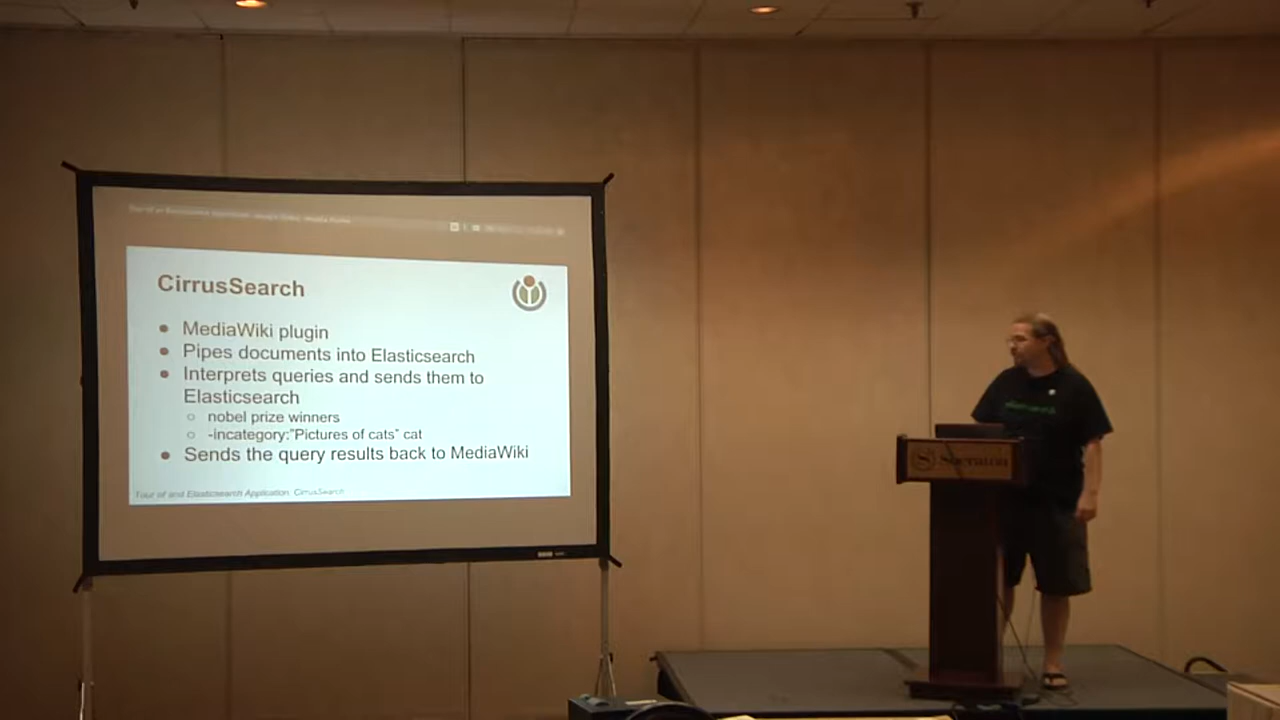 CirrusSearch
● MediaWiki plugin
● Pipes documents into Elasticsearch
● Interprets queries and sends them to
Elasticsearch
○ nobel prize winners
○ -incategory:"Pictures of cats" cat
● Sends the query results back to MediaWiki
Tour of and Elasticsearch Application: CirrusSearch
Sheraton